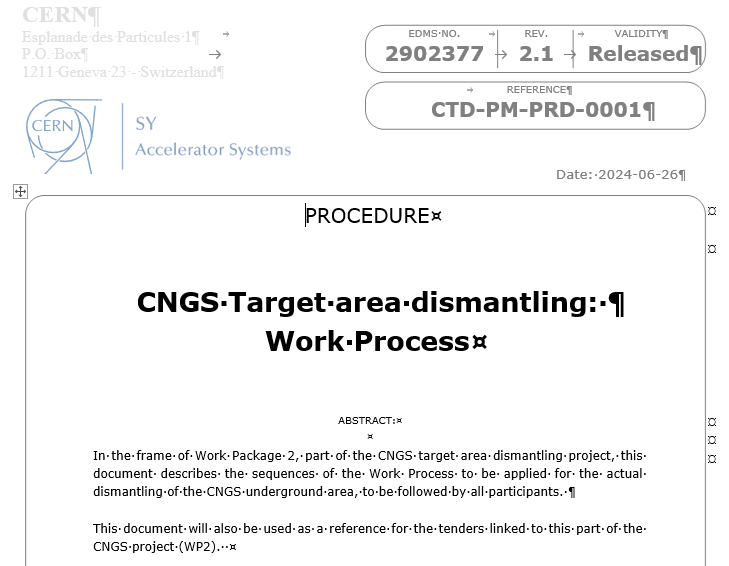 CERN
Esplanade des Particules 1
P.O. Box
1211 Geneva 23 - Switzerland
EDMS NO. REV. VALIDITY
2902377 2.1 Released
REFERENCE
CTD-PM-PRD-0001
CERN
SY
Accelerator Systems
Date: 2024-06-26
PROCEDURE
CNGS Target area dismantling:
Work Process
ABSTRACT:
In the frame of Work Package 2, part of the CNGS target area dismantling project, this
document describes the sequences of the Work Process to be applied for the actual
dismantling of the CNGS underground area, to be followed by all participants.
This document will also be used as a reference for the tenders linked to this part of the
CNGS project (WP2).